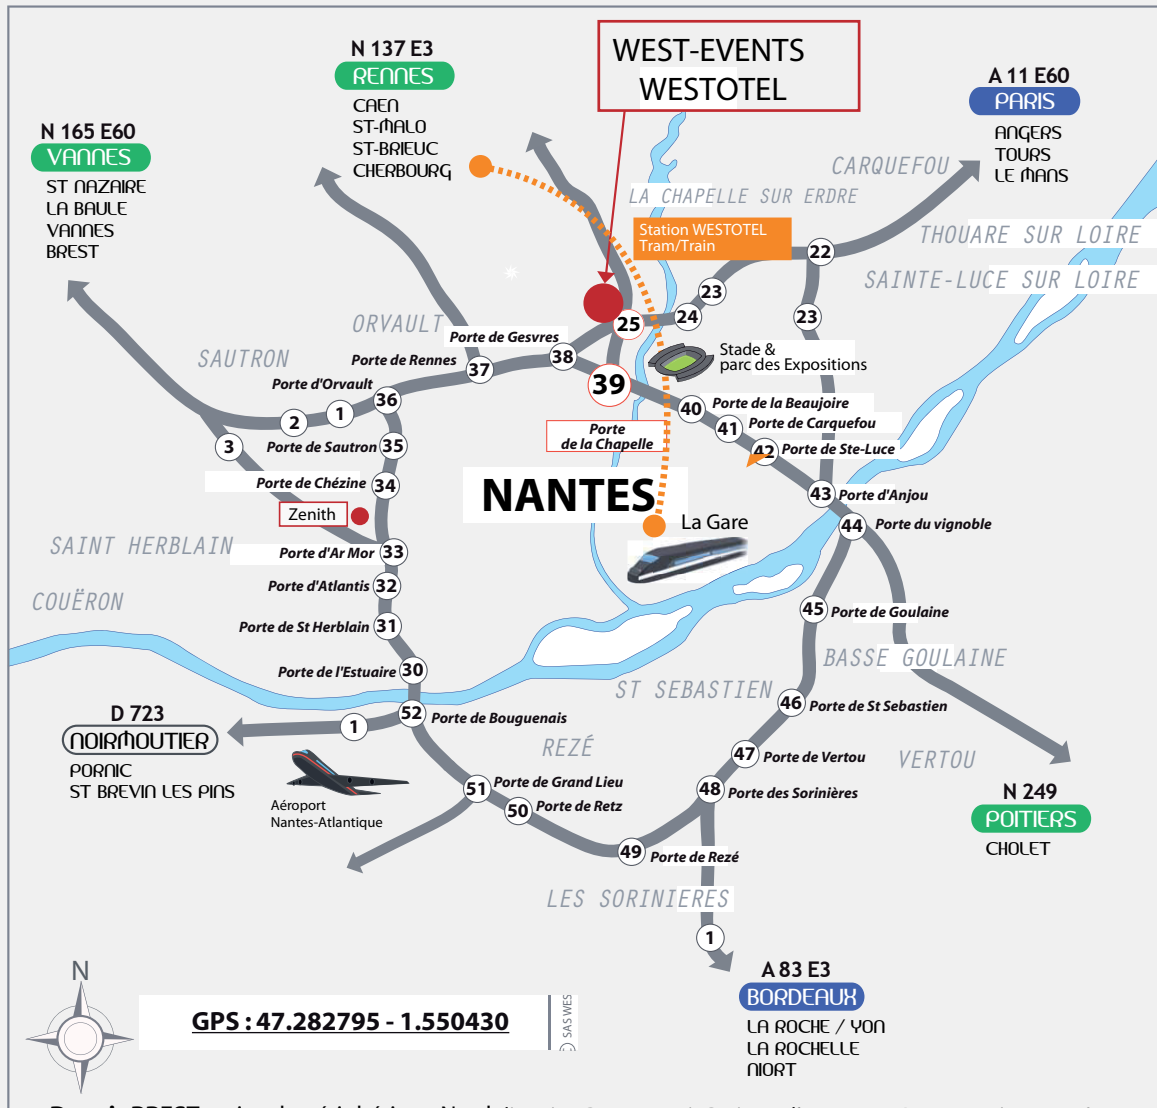 WEST-EVENTS
WESTOTEL
N 137 E3
RENNES
CAEN
ST-MALO
ST-BRIEUC
CHERBOURG
A 11 E60
PARIS
ANGERS
TOURS
LE MANS
N 165 E60
VANNES
ST NAZAIRE
LA BAULE
VANNES
BREST
CARQUEFOU
LA CHAPELLE SUR ERDRE
Station WESTOTEL
Tram/Train
THOUARE SUR LOIRE
SAINTE-LUCE SUR LOIRE
22
23
23
24
25
ORVAULT
Porte de Gesvres
38
SAUTRON
Porte de Rennes
37
Stade &
parc des Expositions
39
Porte d'Orvault
36
1
2
3
40
Porte de la Beaujoire
41
Porte de Carquefou
42
Porte de Ste-Luce
Porte
de la Chapelle
Porte de Sautron
35
Porte de Chézine
34
NANTES
43
Porte d'Anjou
Zenith
La Gare
44
Porte du vignoble
SAINT HERBLAIN
Porte d'Ar Mor
33
Porte d'Atlantis
32
COUËRON
Porte de St Herblain
31
45
Porte de Goulaine
BASSE GOULAINE
Porte de l'Estuaire
30
ST SEBASTIEN
46
Porte de St Sebastien
D 723
NOIRMOUTIER
PORNIC
ST BREVIN LES PINS
1
52
Porte de Bouguenais
REZÉ
47
Porte de Vertou
VERTOU
Aéroport
Nantes-Atlantique
51
Porte de Grand Lieu
50
Porte de Retz
48
Porte des Sorinières
N 249
POITIERS
CHOLET
49
Porte de Rezé
LES SORINIERES
1
A 83 E3
BORDEAUX
LA ROCHE / YON
LA ROCHELLE
NIORT
N
GPS : 47.282795 - 1.550430
SAS WES